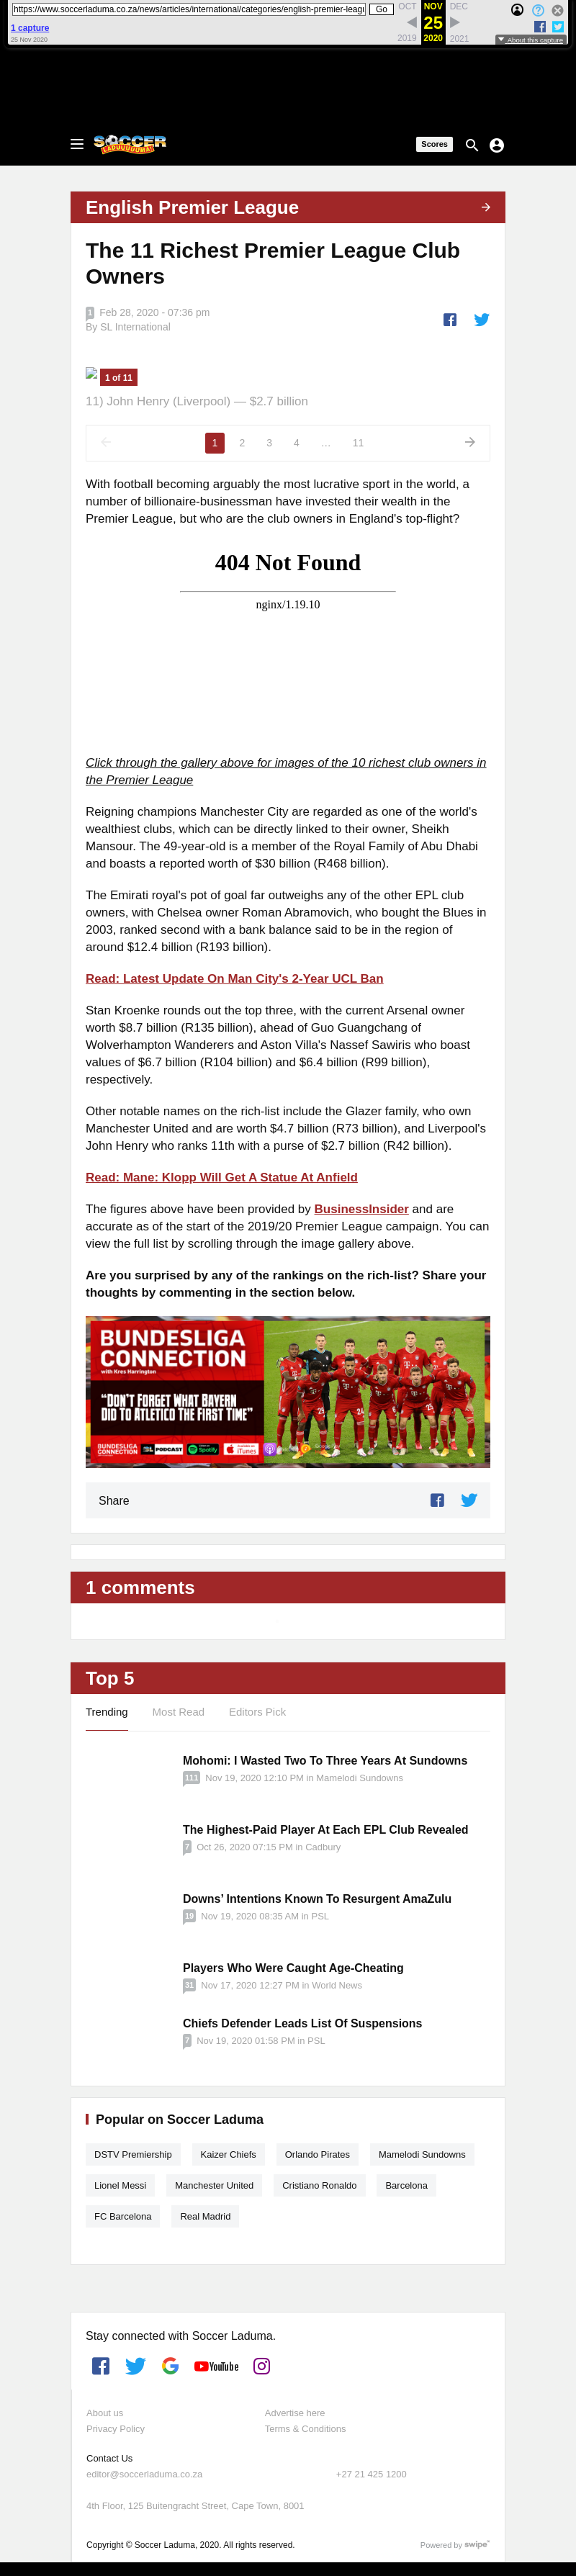 https://www.soccerladuma.co.za/news/articles/international/categories/english-premier-leagu
Go
OCT NOV DEC
25
2019 2020 2021
1 capture
25 Nov 2020
About this capture
SOCCER
LADUUUUUMA!
Scores
English Premier League
The 11 Richest Premier League Club
Owners
1 Feb 28, 2020 - 07:36 pm
By SL International
1 of 11
11) John Henry (Liverpool) — $2.7 billion
1 2 3 4 … 11
With football becoming arguably the most lucrative sport in the world, a
number of billionaire-businessman have invested their wealth in the
Premier League, but who are the club owners in England's top-flight?
404 Not Found
nginx/1.19.10
Click through the gallery above for images of the 10 richest club owners in
the Premier League
Reigning champions Manchester City are regarded as one of the world's
wealthiest clubs, which can be directly linked to their owner, Sheikh
Mansour. The 49-year-old is a member of the Royal Family of Abu Dhabi
and boasts a reported worth of $30 billion (R468 billion).
The Emirati royal's pot of goal far outweighs any of the other EPL club
owners, with Chelsea owner Roman Abramovich, who bought the Blues in
2003, ranked second with a bank balance said to be in the region of
around $12.4 billion (R193 billion).
Read: Latest Update On Man City's 2-Year UCL Ban
Stan Kroenke rounds out the top three, with the current Arsenal owner
worth $8.7 billion (R135 billion), ahead of Guo Guangchang of
Wolverhampton Wanderers and Aston Villa's Nassef Sawiris who boast
values of $6.7 billion (R104 billion) and $6.4 billion (R99 billion),
respectively.
Other notable names on the rich-list include the Glazer family, who own
Manchester United and are worth $4.7 billion (R73 billion), and Liverpool's
John Henry who ranks 11th with a purse of $2.7 billion (R42 billion).
Read: Mane: Klopp Will Get A Statue At Anfield
The figures above have been provided by BusinessInsider and are
accurate as of the start of the 2019/20 Premier League campaign. You can
view the full list by scrolling through the image gallery above.
Are you surprised by any of the rankings on the rich-list? Share your
thoughts by commenting in the section below.
BUNDESLIGA
CONNECTION
with Kres Harrington
"DON'T FORGET WHAT BAYERN
DID TO ATLETICO THE FIRST TIME"
BUNDESLIGA
CONNECTION
SL PODCAST
Spotify
iTunes
Share
1 comments
Top 5
Trending Most Read Editors Pick
Mohomi: I Wasted Two To Three Years At Sundowns
111 Nov 19, 2020 12:10 PM in Mamelodi Sundowns
The Highest-Paid Player At Each EPL Club Revealed
7 Oct 26, 2020 07:15 PM in Cadbury
Downs' Intentions Known To Resurgent AmaZulu
19 Nov 19, 2020 08:35 AM in PSL
Players Who Were Caught Age-Cheating
31 Nov 17, 2020 12:27 PM in World News
Chiefs Defender Leads List Of Suspensions
7 Nov 19, 2020 01:58 PM in PSL
Popular on Soccer Laduma
DSTV Premiership Kaizer Chiefs Orlando Pirates Mamelodi Sundowns
Lionel Messi Manchester United Cristiano Ronaldo Barcelona
FC Barcelona Real Madrid
Stay connected with Soccer Laduma.
YouTube
About us Advertise here
Privacy Policy Terms & Conditions
Contact Us
editor@soccerladuma.co.za +27 21 425 1200
4th Floor, 125 Buitengracht Street, Cape Town, 8001
Copyright © Soccer Laduma, 2020. All rights reserved. Powered by swipe